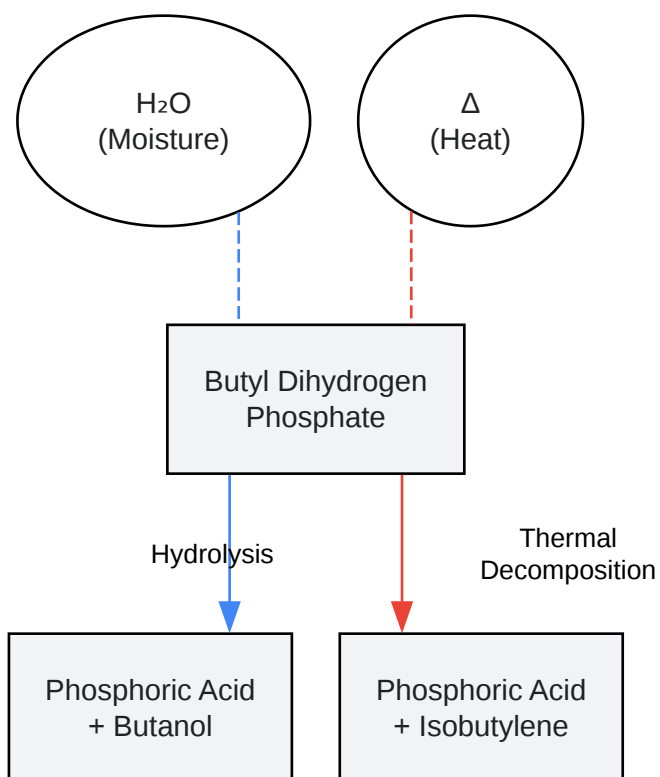 H₂O
(Moisture)
Δ
(Heat)
Butyl Dihydrogen
Phosphate
Hydrolysis
Thermal
Decomposition
Phosphoric Acid
+ Butanol
Phosphoric Acid
+ Isobutylene